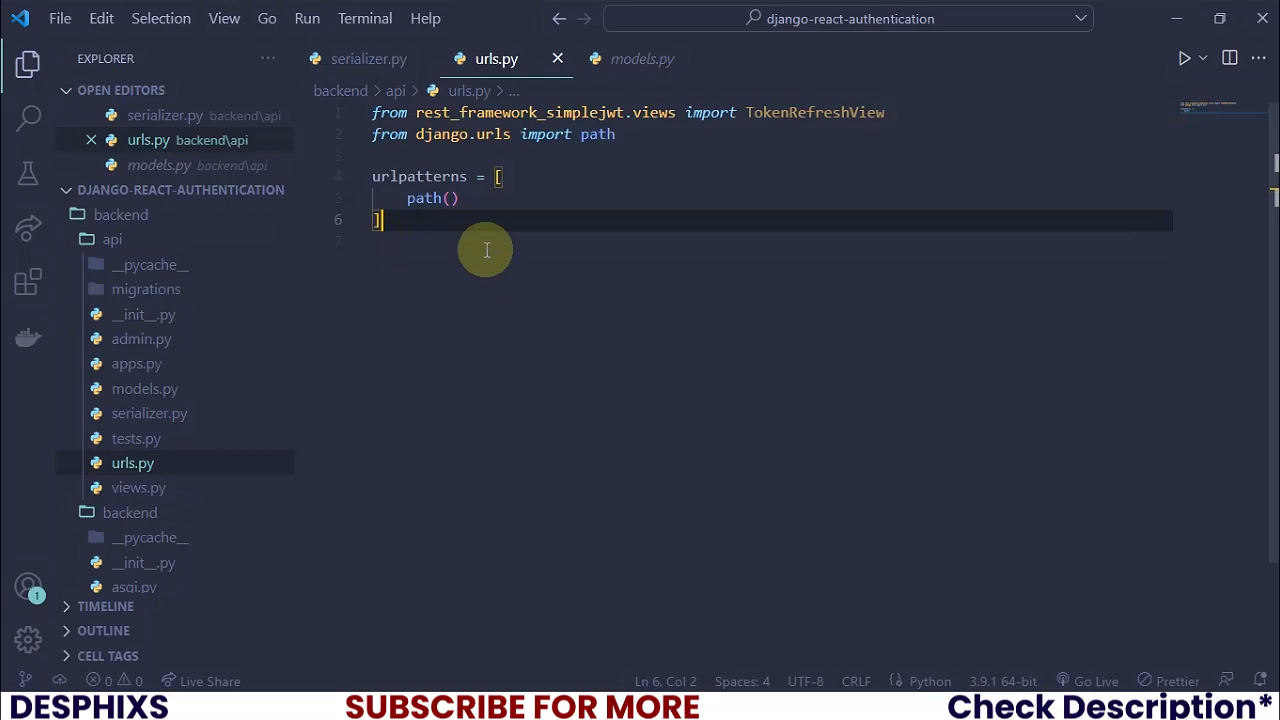 File Edit Selection View Go Run Terminal Help
django-react-authentication
EXPLORER
serializer.py
urls.py
models.py
OPEN EDITORS
serializer.py backend\api
urls.py backend\api
models.py backend\api
DJANGO-REACT-AUTHENTICATION
backend
api
__pycache__
migrations
__init__.py
admin.py
apps.py
models.py
serializer.py
tests.py
urls.py
views.py
backend
__pycache__
__init__.py
asgi.py
TIMELINE
OUTLINE
CELL TAGS
backend > api > urls.py > ...
1 from rest_framework_simplejwt.views import TokenRefreshView
2 from django.urls import path
3
4 urlpatterns = [
5 path()
6 ]
7
1
0 0 Live Share
Ln 6, Col 2 Spaces: 4 UTF-8 CRLF Python 3.9.1 64-bit Go Live Prettier
DESPHIXS SUBSCRIBE FOR MORE Check Description*